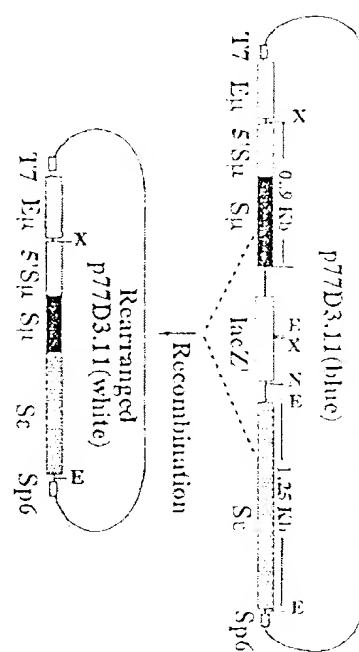 p77D3.11(blue)
X
0.9 Kb
E
X
N
E
1.25 Kb
E
T7 Eμ 5'Sμ Sμ lacZ' Sε Sp6
Recombination
Rearranged
p77D3.11(white)
X
E
T7 Eμ 5'Sμ Sμ Sε Sp6